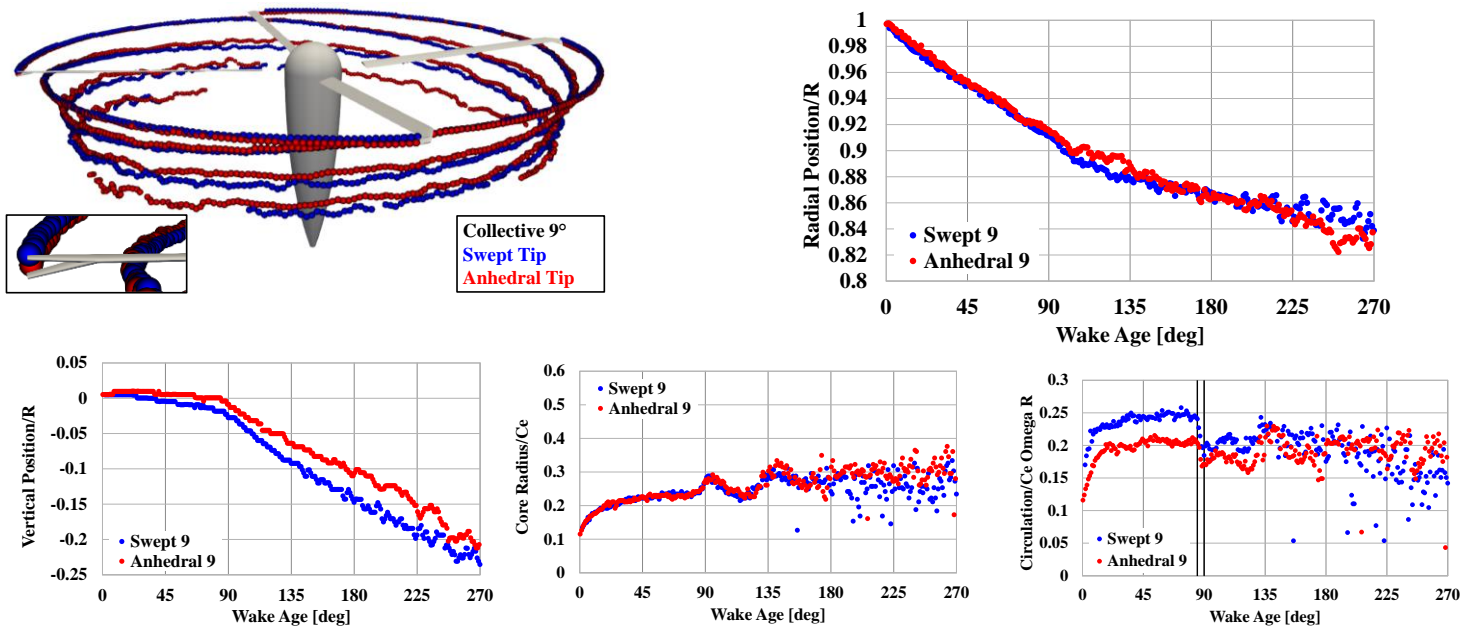 Collective 9°
Swept Tip
Anhedral Tip
1
0.98
0.96
0.94
0.92
0.9
0.88
0.86
0.84
0.82
0.8
Radial Position/R
Swept 9
Anhedral 9
0 45 90 135 180 225 270
Wake Age [deg]
0.05
0
-0.05
-0.1
-0.15
-0.2
-0.25
Vertical Position/R
Swept 9
Anhedral 9
0 45 90 135 180 225 270
Wake Age [deg]
0.6
0.5
0.4
0.3
0.2
0.1
0
Core Radius/Ce
Swept 9
Anhedral 9
0 45 90 135 180 225 270
Wake Age [deg]
0.3
0.25
0.2
0.15
0.1
0.05
0
Circulation/Ce Omega R
Swept 9
Anhedral 9
0 45 90 135 180 225 270
Wake Age [deg]